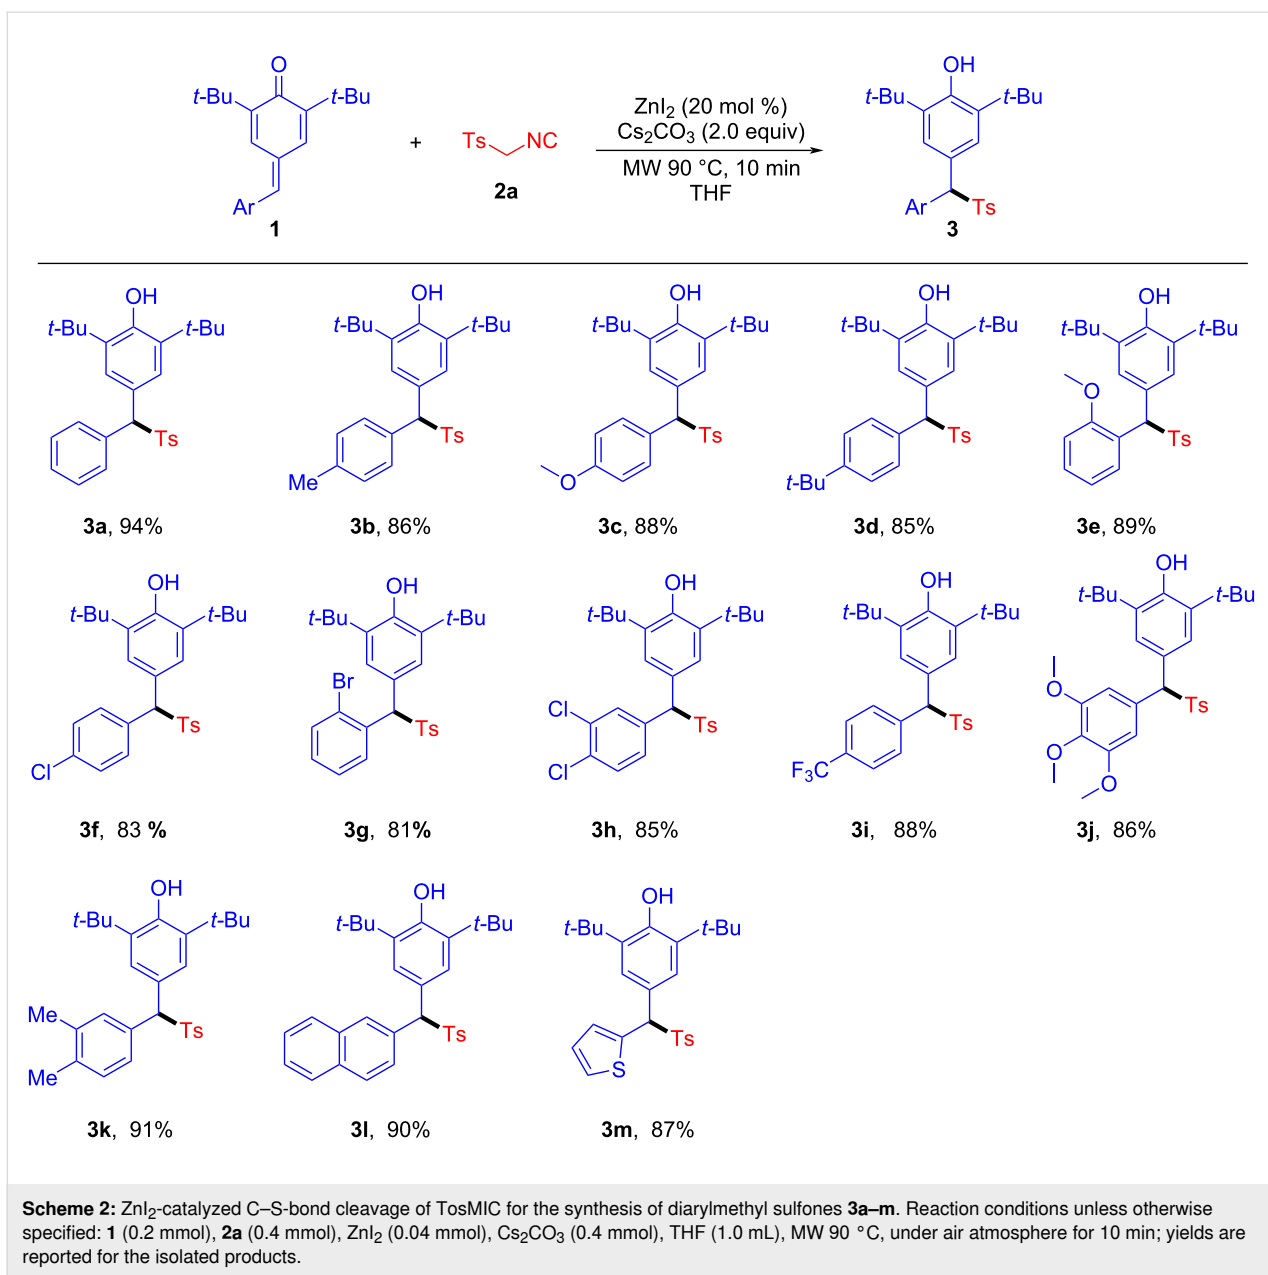 O
t-Bu
t-Bu
Ar
1
+
Ts NC
2a
ZnI2 (20 mol %)
Cs2CO3 (2.0 equiv)
MW 90 °C, 10 min
THF
OH
t-Bu
t-Bu
Ar
Ts
3
OH
t-Bu
t-Bu
Ts
3a, 94%
OH
t-Bu
t-Bu
Ts
Me
3b, 86%
OH
t-Bu
t-Bu
Ts
O
3c, 88%
OH
t-Bu
t-Bu
Ts
t-Bu
3d, 85%
OH
t-Bu
t-Bu
O
Ts
3e, 89%
OH
t-Bu
t-Bu
Ts
Cl
3f, 83 %
OH
t-Bu
t-Bu
Br
Ts
3g, 81%
OH
t-Bu
t-Bu
Cl
Ts
Cl
3h, 85%
OH
t-Bu
t-Bu
Ts
F3C
3i, 88%
OH
t-Bu
t-Bu
O
Ts
O
O
3j, 86%
OH
t-Bu
t-Bu
Me
Ts
Me
3k, 91%
OH
t-Bu
t-Bu
Ts
3l, 90%
OH
t-Bu
t-Bu
Ts
S
3m, 87%
Scheme 2: ZnI2-catalyzed C–S-bond cleavage of TosMIC for the synthesis of diarylmethyl sulfones 3a–m. Reaction conditions unless otherwise
specified: 1 (0.2 mmol), 2a (0.4 mmol), ZnI2 (0.04 mmol), Cs2CO3 (0.4 mmol), THF (1.0 mL), MW 90 °C, under air atmosphere for 10 min; yields are
reported for the isolated products.